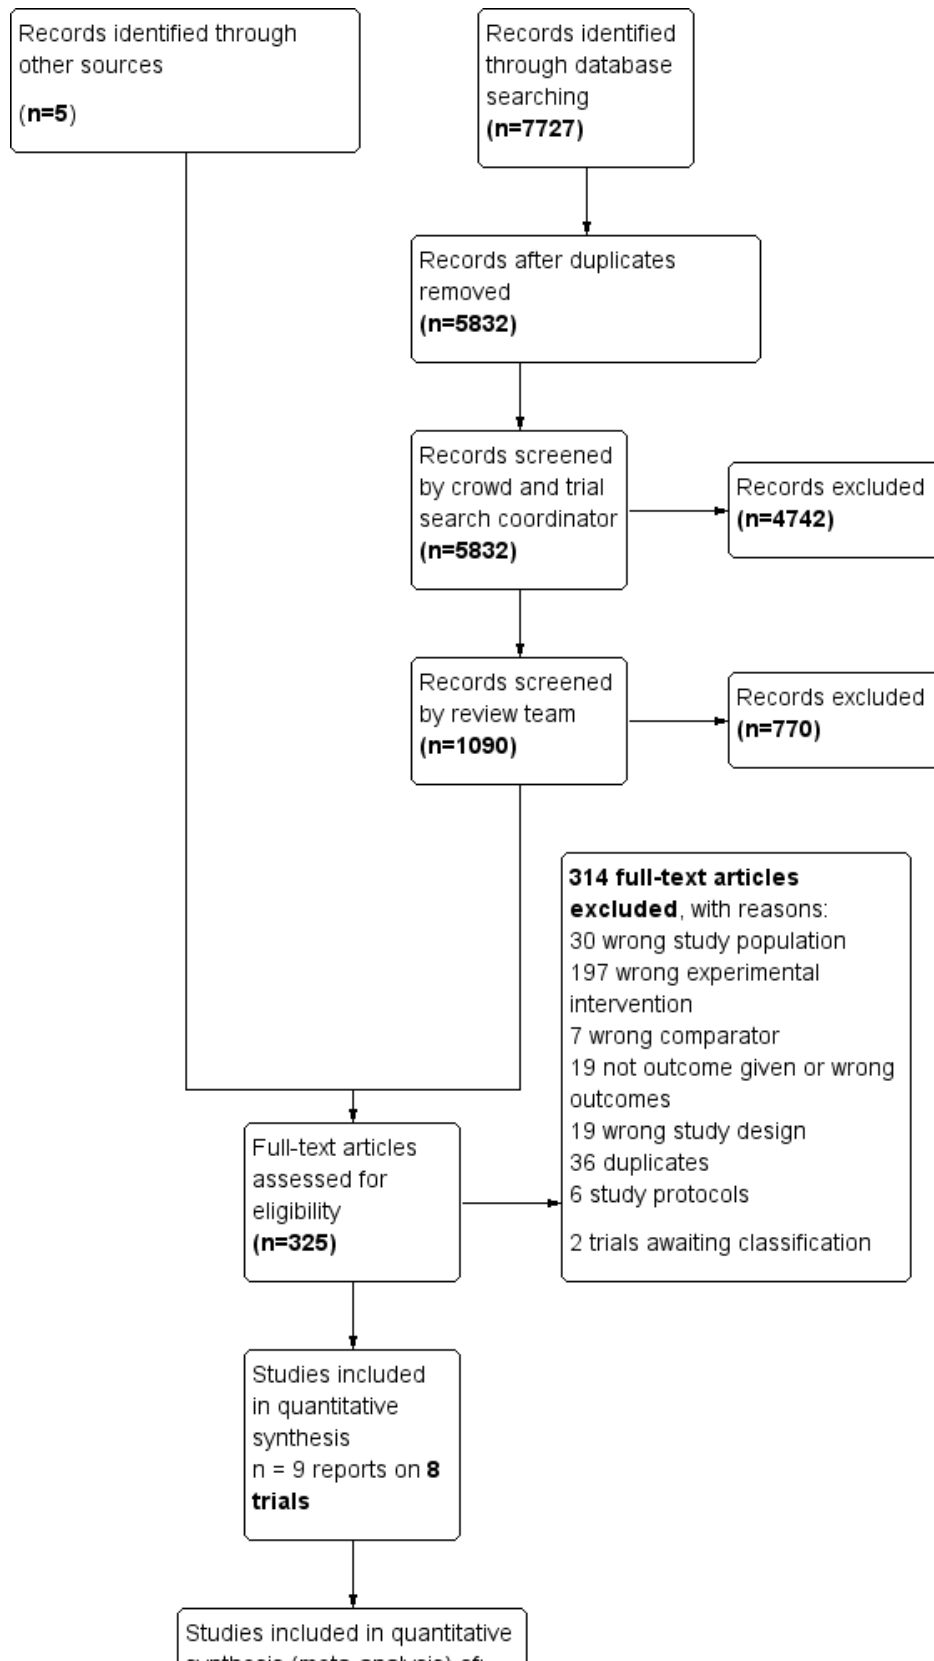 Records identified through
other sources
(n=5)
Records identified
through database
searching
(n=7727)
Records after duplicates
removed
(n=5832)
Records screened
by crowd and trial
search coordinator
(n=5832)
Records excluded
(n=4742)
Records screened
by review team
(n=1090)
Records excluded
(n=770)
314 full-text articles
excluded, with reasons:
30 wrong study population
197 wrong experimental
intervention
7 wrong comparator
19 not outcome given or wrong
outcomes
19 wrong study design
36 duplicates
6 study protocols
2 trials awaiting classification
Full-text articles
assessed for
eligibility
(n=325)
Studies included
in quantitative
synthesis
n = 9 reports on 8
trials
Studies included in quantitative